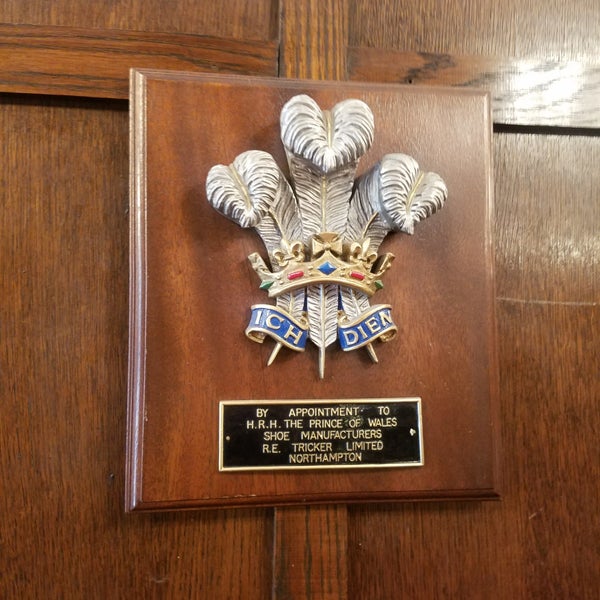 ICH DIEN
BY APPOINTMENT TO
H.R.H. THE PRINCE OF WALES
SHOE MANUFACTURERS
R.E. TRICKER LIMITED
NORTHAMPTON